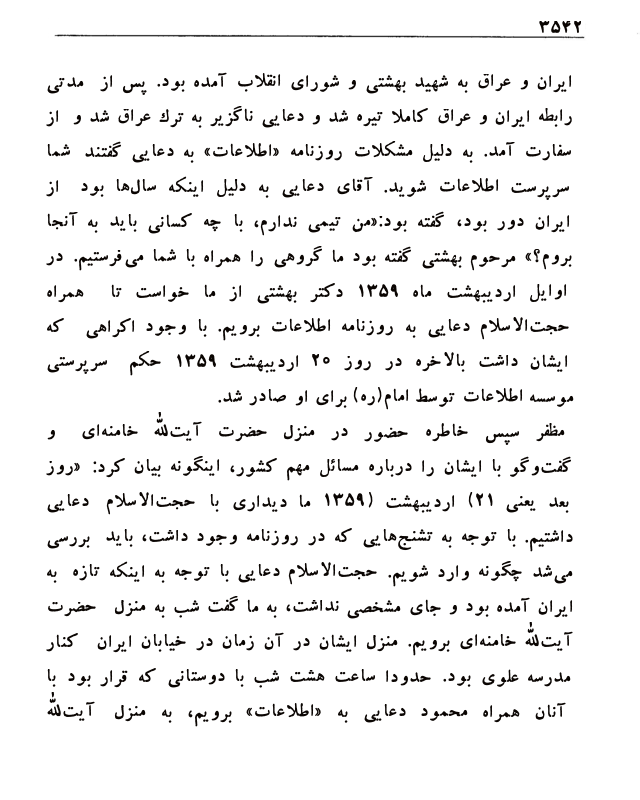 ۳۵۴۲
ایران و عراق به شهید بهشتی و شورای انقلاب آمده بود. پس از مدتی
رابطه ایران و عراق کاملا تیره شد و دعایی ناگزیر به ترك عراق شد و از
سفارت آمد. به دلیل مشکلات روزنامه «اطلاعات» به دعایی گفتند شما
سرپرست اطلاعات شوید. آقای دعایی به دلیل اینکه سال‌ها بود از
ایران دور بود، گفته بود:«من تیمی ندارم، با چه کسانی باید به آنجا
بروم؟» مرحوم بهشتی گفته بود ما گروهی را همراه با شما می‌فرستیم. در
اوایل اردیبهشت ماه ۱۳۵۹ دکتر بهشتی از ما خواست تا همراه
حجت‌الاسلام دعایی به روزنامه اطلاعات برویم. با وجود اکراهی که
ایشان داشت بالاخره در روز ۲۰ اردیبهشت ۱۳۵۹ حکم سرپرستی
موسسه اطلاعات توسط امام(ره) برای او صادر شد.
مظفر سپس خاطره حضور در منزل حضرت آیت‌الله خامنه‌ای و
گفت‌وگو با ایشان را درباره مسائل مهم کشور، اینگونه بیان کرد: «روز
بعد یعنی ۲۱) اردیبهشت (۱۳۵۹ ما دیداری با حجت‌الاسلام دعایی
داشتیم. با توجه به تشنج‌هایی که در روزنامه وجود داشت، باید بررسی
می‌شد چگونه وارد شویم. حجت‌الاسلام دعایی با توجه به اینکه تازه به
ایران آمده بود و جای مشخصی نداشت، به ما گفت شب به منزل حضرت
آیت‌الله خامنه‌ای برویم. منزل ایشان در آن زمان در خیابان ایران کنار
مدرسه علوی بود. حدودا ساعت هشت شب با دوستانی که قرار بود با
آنان همراه محمود دعایی به «اطلاعات» برویم، به منزل آیت‌الله